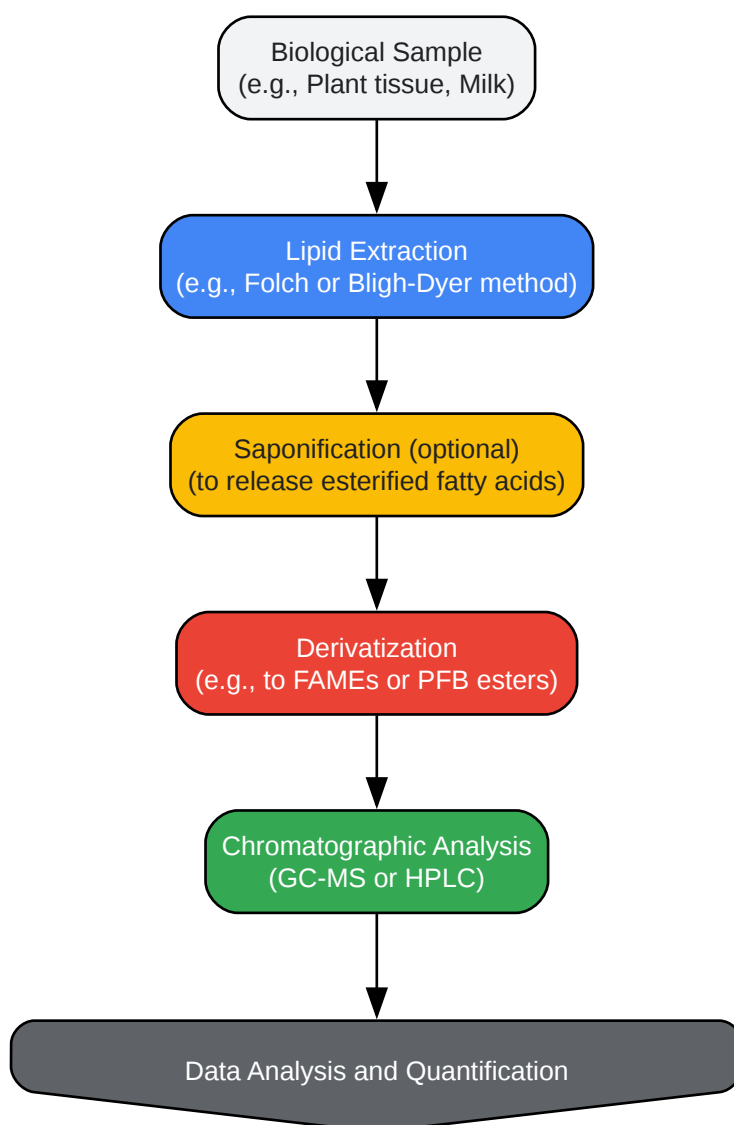 Biological Sample
(e.g., Plant tissue, Milk)
Lipid Extraction
(e.g., Folch or Bligh-Dyer method)
Saponification (optional)
(to release esterified fatty acids)
Derivatization
(e.g., to FAMEs or PFB esters)
Chromatographic Analysis
(GC-MS or HPLC)
Data Analysis and Quantification